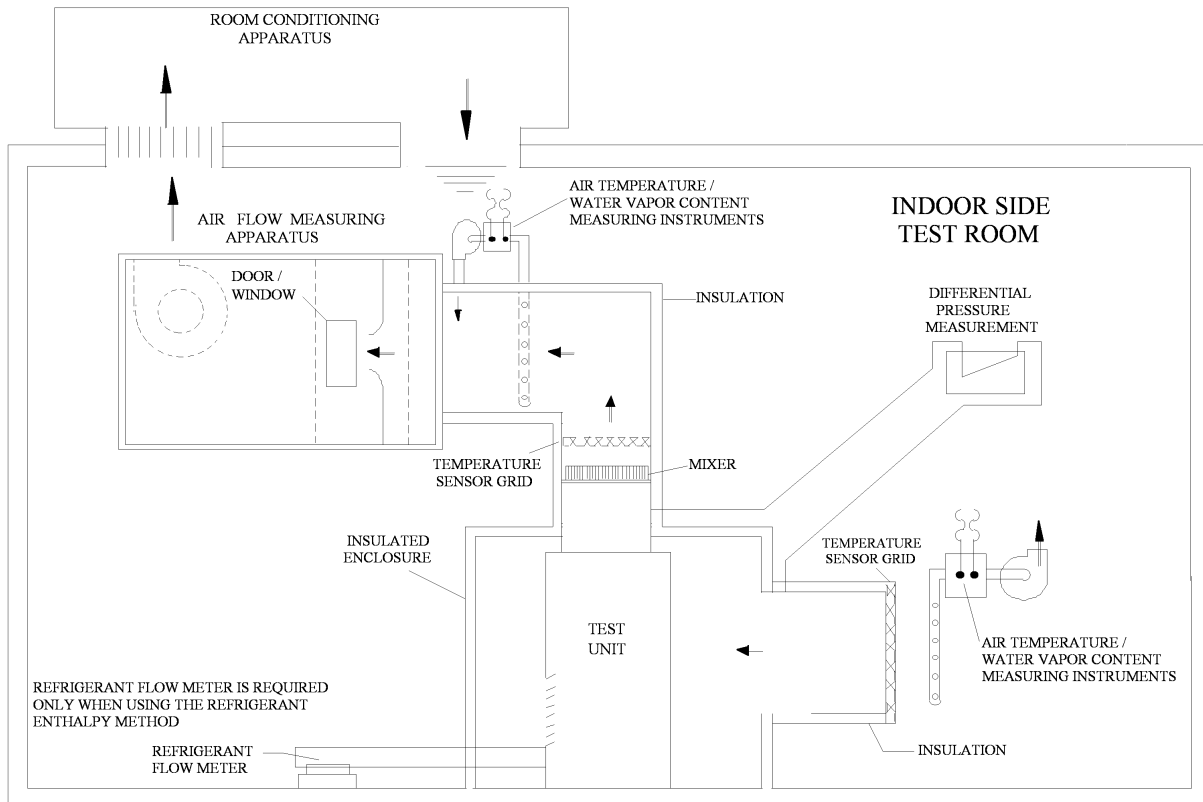 ROOM CONDITIONING
APPARATUS
AIR TEMPERATURE /
WATER VAPOR CONTENT
MEASURING INSTRUMENTS
INDOOR SIDE
TEST ROOM
AIR FLOW MEASURING
APPARATUS
DOOR /
WINDOW
INSULATION
DIFFERENTIAL
PRESSURE
MEASUREMENT
TEMPERATURE
SENSOR GRID
MIXER
INSULATED
ENCLOSURE
TEMPERATURE
SENSOR GRID
TEST
UNIT
AIR TEMPERATURE /
WATER VAPOR CONTENT
MEASURING INSTRUMENTS
REFRIGERANT FLOW METER IS REQUIRED
ONLY WHEN USING THE REFRIGERANT
ENTHALPY METHOD
REFRIGERANT
FLOW METER
INSULATION